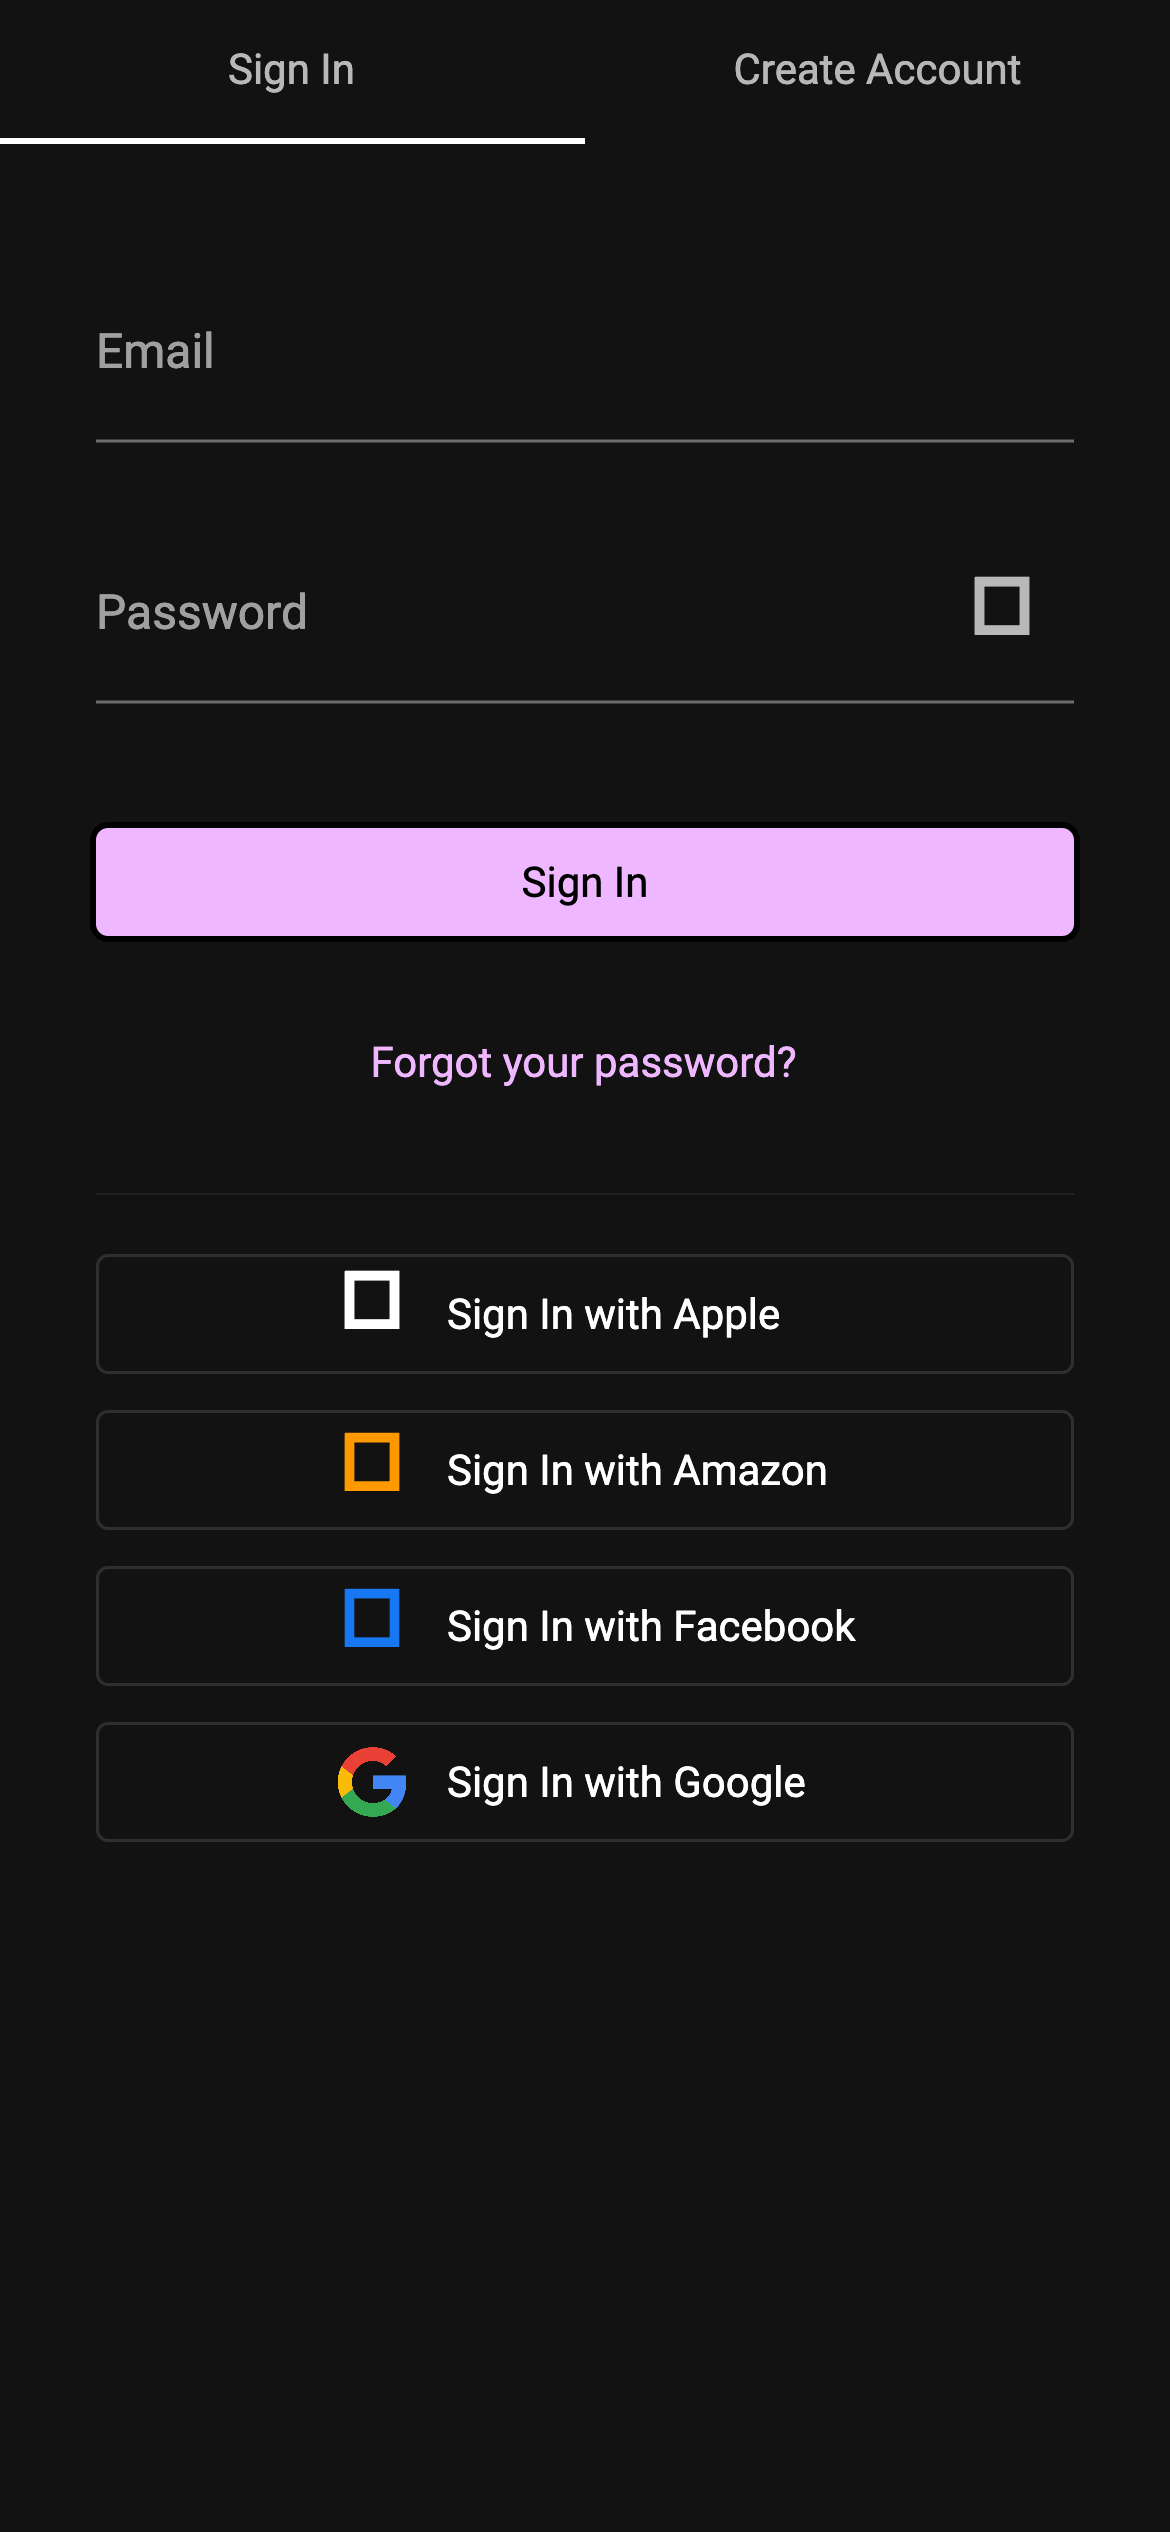 Sign In
Create Account
Email
Password
Sign In
Forgot your password?
Sign In with Apple
Sign In with Amazon
Sign In with Facebook
Sign In with Google